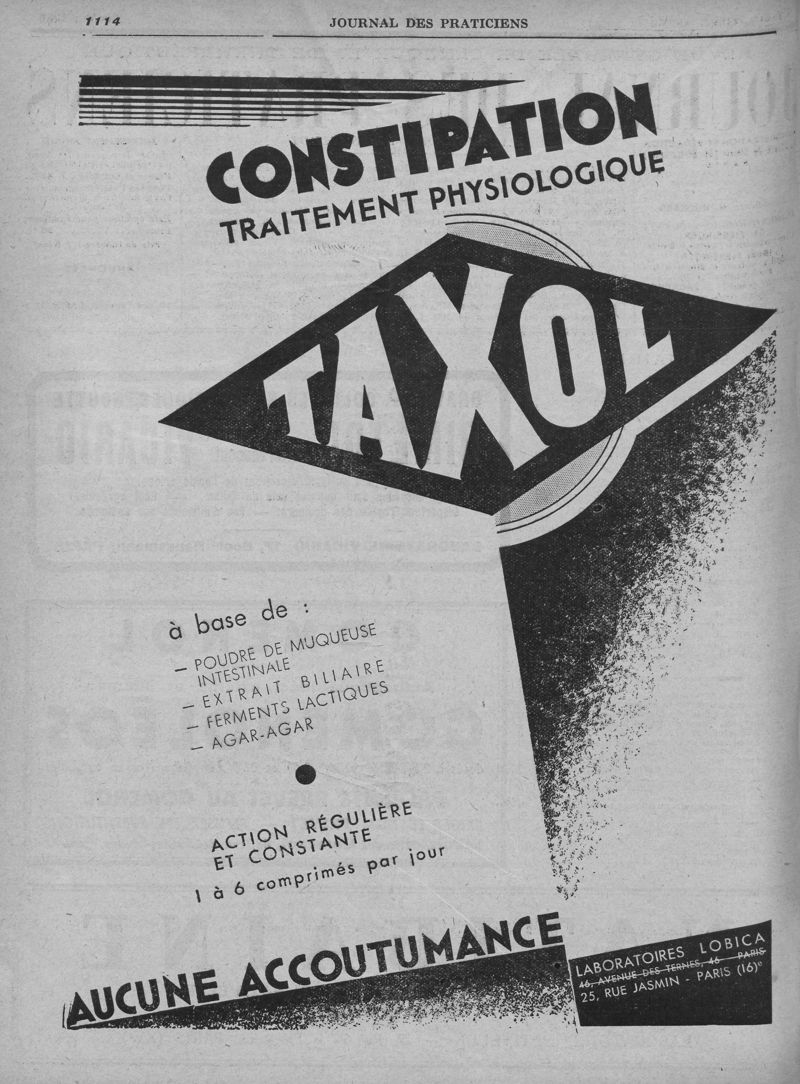 1114
JOURNAL DES PRATICIENS
CONSTIPATION
TRAITEMENT PHYSIOLOGIQUE
TAXOL
à base de :
— POUDRE DE MUQUEUSE
INTESTINALE
— EXTRAIT BILIAIRE
— FERMENTS LACTIQUES
— AGAR-AGAR
ACTION RÉGULIÈRE
ET CONSTANTE
1 à 6 comprimés par jour
AUCUNE ACCOUTUMANCE
LABORATOIRES LOBICA
46, AVENUE DES TERNES, 46 - PARIS
25, RUE JASMIN - PARIS (16)e